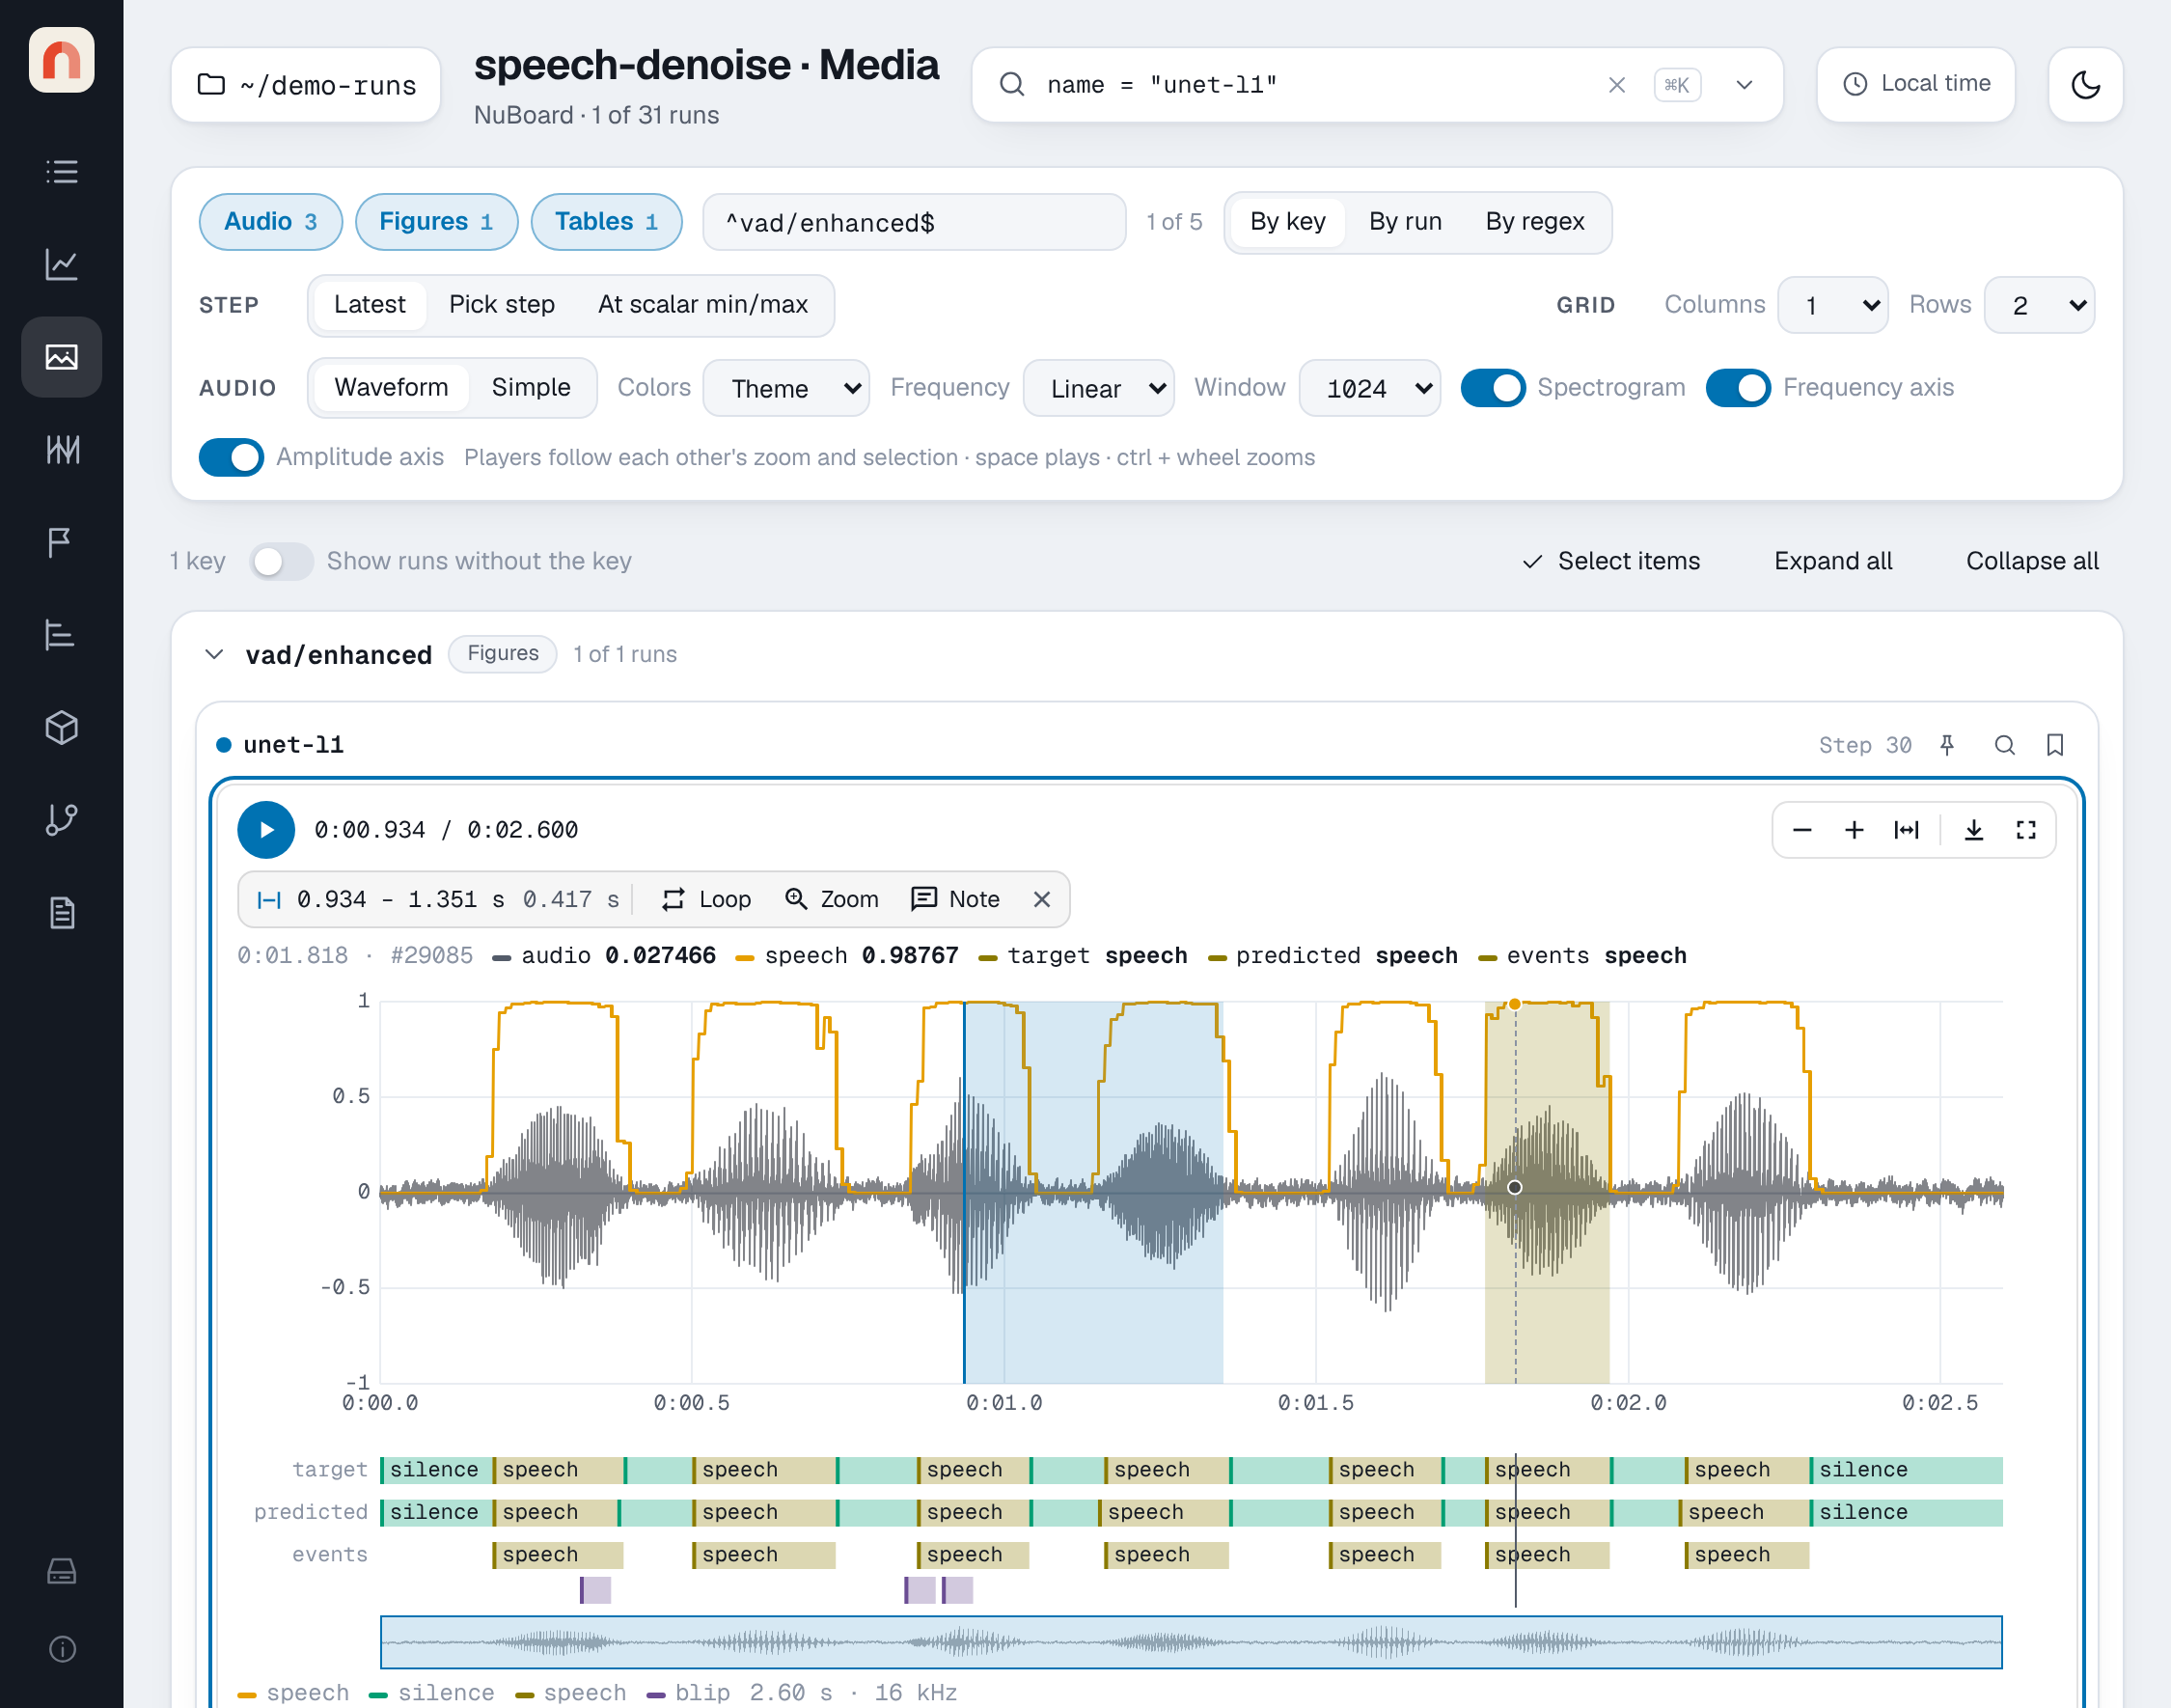 ~/demo-runs
speech-denoise · Media
NuBoard · 1 of 31 runs
name = "unet-l1"
⌘K
Local time
Audio 3
Figures 1
Tables 1
^vad/enhanced$
1 of 5
By key
By run
By regex
STEP
Latest
Pick step
At scalar min/max
GRID
Columns
1
Rows
2
AUDIO
Waveform
Simple
Colors
Theme
Frequency
Linear
Window
1024
Spectrogram
Frequency axis
Amplitude axis
Players follow each other's zoom and selection · space plays · ctrl + wheel zooms
1 key
Show runs without the key
Select items
Expand all
Collapse all
vad/enhanced
Figures
1 of 1 runs
unet-l1
Step 30
0:00.934 / 0:02.600
0.934 – 1.351 s 0.417 s
Loop
Zoom
Note
0:01.818 · #29085 audio 0.027466 speech 0.98767 target speech predicted speech events speech
1
0.5
0
-0.5
-1
0:00.0 0:00.5 0:01.0 0:01.5 0:02.0 0:02.5
target silence speech speech speech speech speech speech speech silence
predicted silence speech speech speech speech speech speech speech silence
events speech speech speech speech speech speech speech
speech silence speech blip 2.60 s · 16 kHz